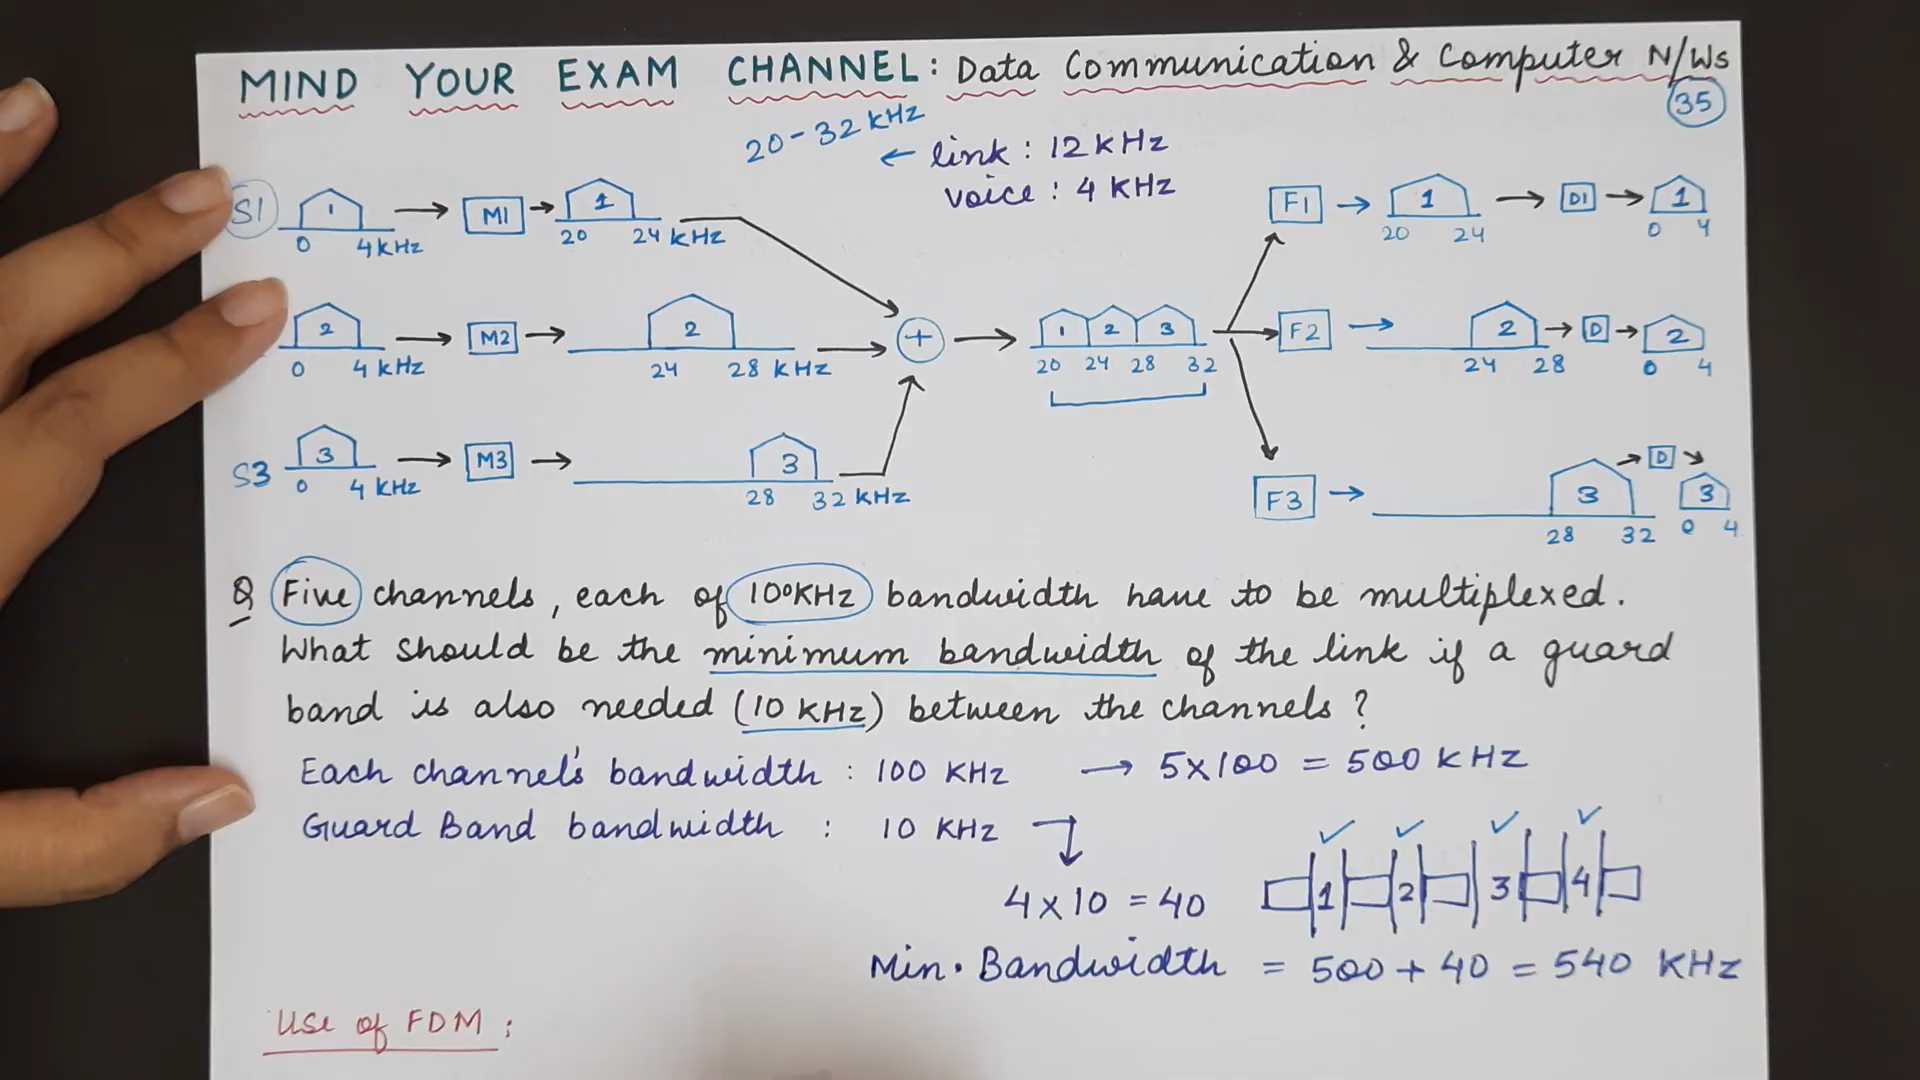 MIND YOUR EXAM CHANNEL: Data Communication & Computer N/Ws
35
20-32 KHz
← link : 12 KHz
voice : 4 KHz
S1 1 → M1 → 1
0 4 KHz 20 24 KHz
F1 → 1 → D1 → 1
20 24 0 4
2 → M2 → 2 → + → 1 2 3
0 4 KHz 24 28 KHz 20 24 28 32
F2 → 2 → D → 2
24 28 0 4
S3 3 → M3 → 3
0 4 KHz 28 32 KHz
F3 → 3 → D → 3
28 32 0 4
Q Five channels, each of 100KHz bandwidth have to be multiplexed.
What should be the minimum bandwidth of the link if a guard
band is also needed (10 KHz) between the channels ?
Each channel's bandwidth : 100 KHz → 5x100 = 500 KHz
Guard Band bandwidth : 10 KHz
4 x 10 = 40 1 2 3 4
Min. Bandwidth = 500 + 40 = 540 KHz
Use of FDM :